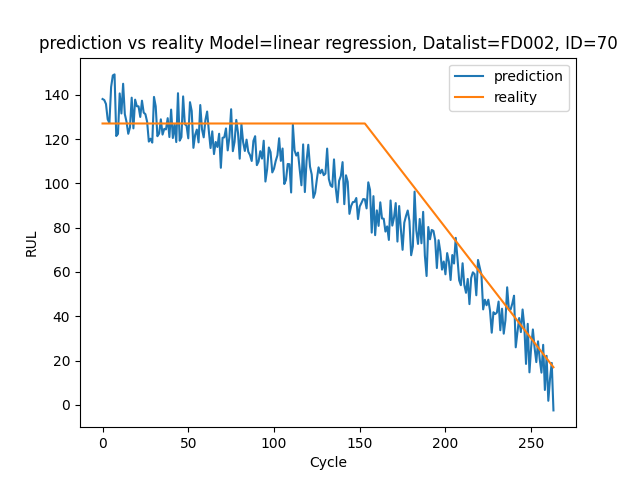 prediction vs reality Model=linear regression, Datalist=FD002, ID=70
prediction
reality
RUL
140
120
100
80
60
40
20
0
0 50 100 150 200 250
Cycle